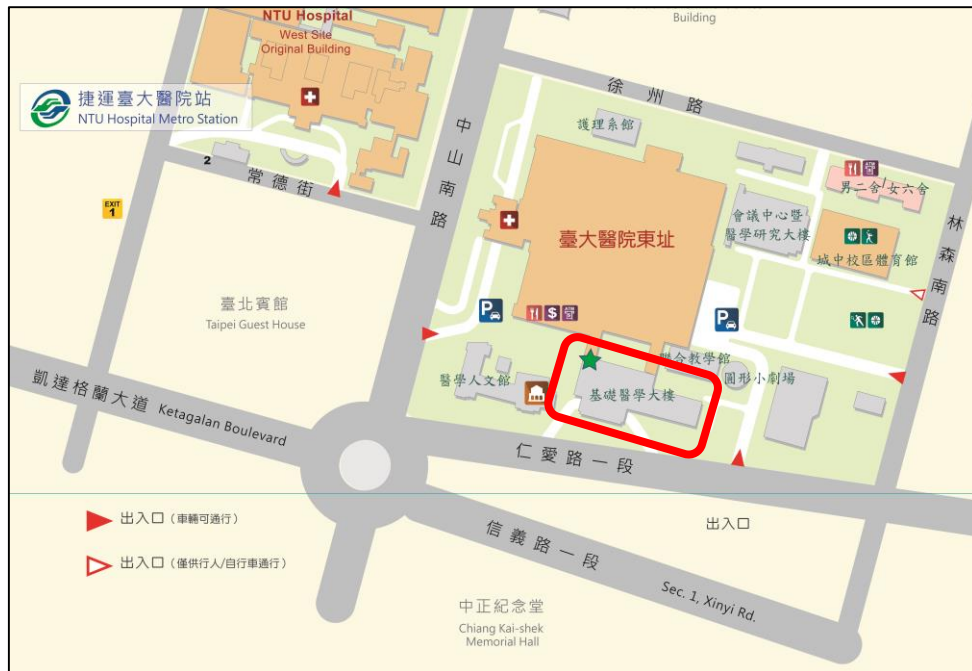 NTU Hospital
West Site
Original Building
Building
捷運臺大醫院站
NTU Hospital Metro Station
2
常德街
EXIT
1
中山南路
徐州路
護理系館
男二舍 女六舍
會議中心暨
醫學研究大樓
城中校區體育館
林森南路
臺大醫院東址
臺北賓館
Taipei Guest House
P
$
P
聯合教學館
圓形小劇場
醫學人文館
基礎醫學大樓
凱達格蘭大道 Ketagalan Boulevard
仁愛路一段
出入口(車輛可通行)
出入口
信義路一段
出入口(僅供行人/自行車通行)
Sec. 1, Xinyi Rd.
中正紀念堂
Chiang Kai-shek
Memorial Hall